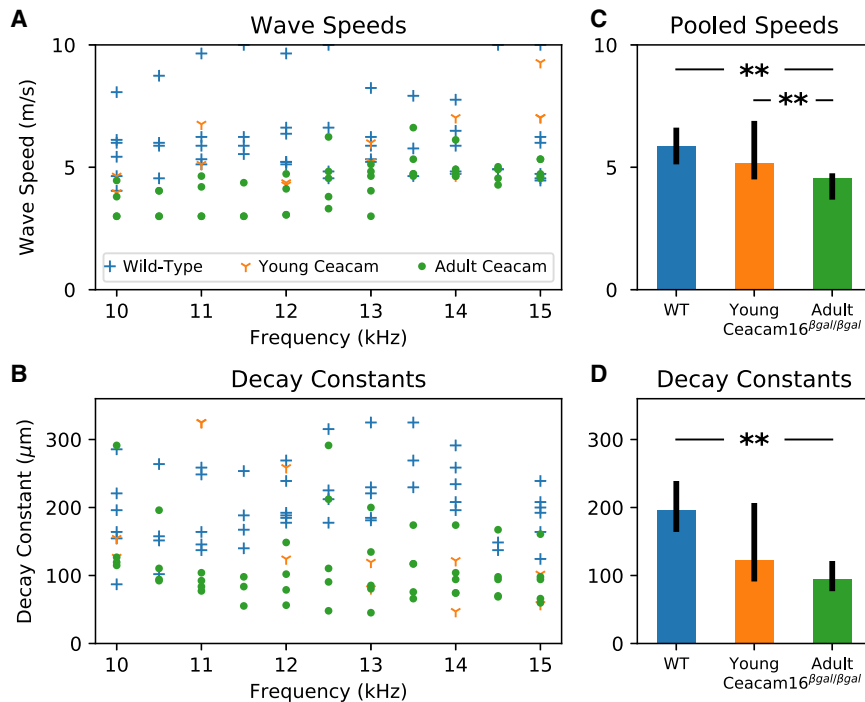 A
Wave Speeds
10
5
0
Wave Speed (m/s)
Wild-Type
Young Ceacam
Adult Ceacam
10 11 12 13 14 15
Frequency (kHz)
C
Pooled Speeds
10
5
0
**
**
WT Young Adult
Ceacam16βgal/βgal
B
Decay Constants
300
200
100
0
Decay Constant (μm)
10 11 12 13 14 15
Frequency (kHz)
D
Decay Constants
300
200
100
0
**
WT Young Adult
Ceacam16βgal/βgal